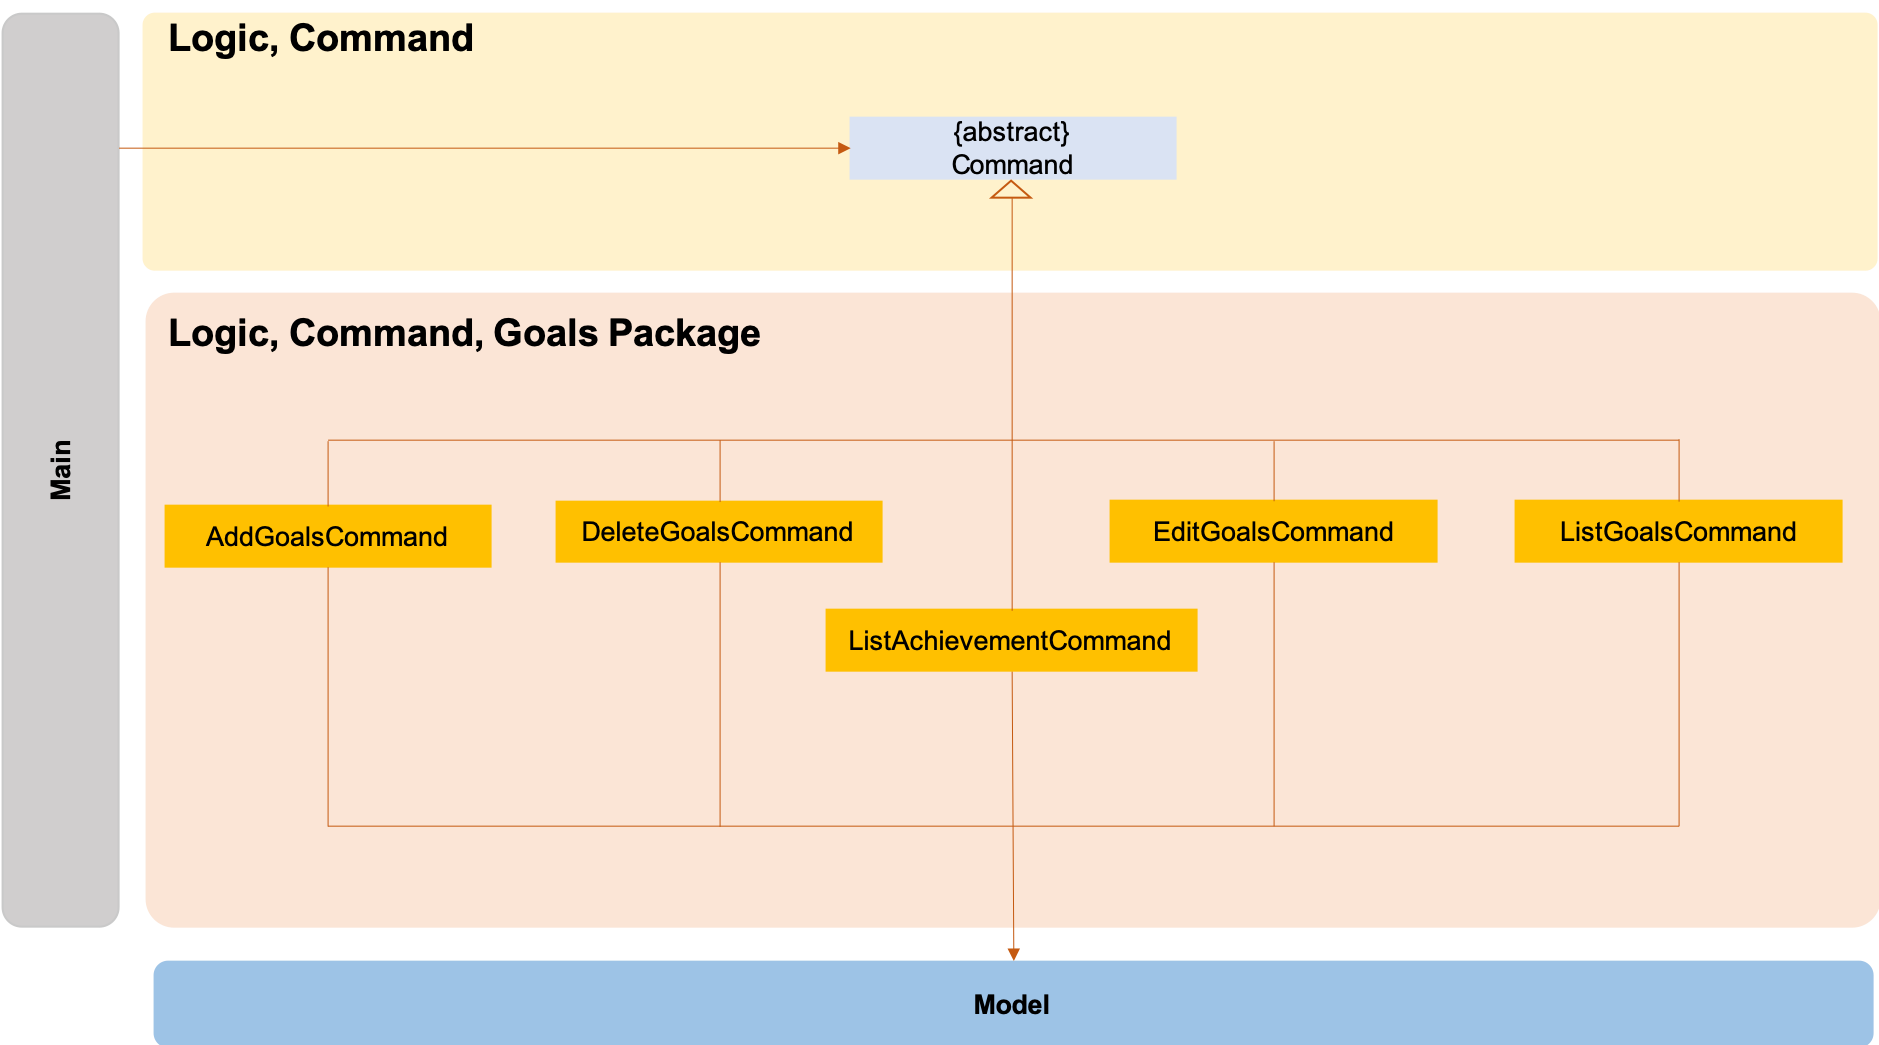 Logic, Command
{abstract}
Command
Logic, Command, Goals Package
Main
AddGoalsCommand
DeleteGoalsCommand
EditGoalsCommand
ListGoalsCommand
ListAchievementCommand
Model